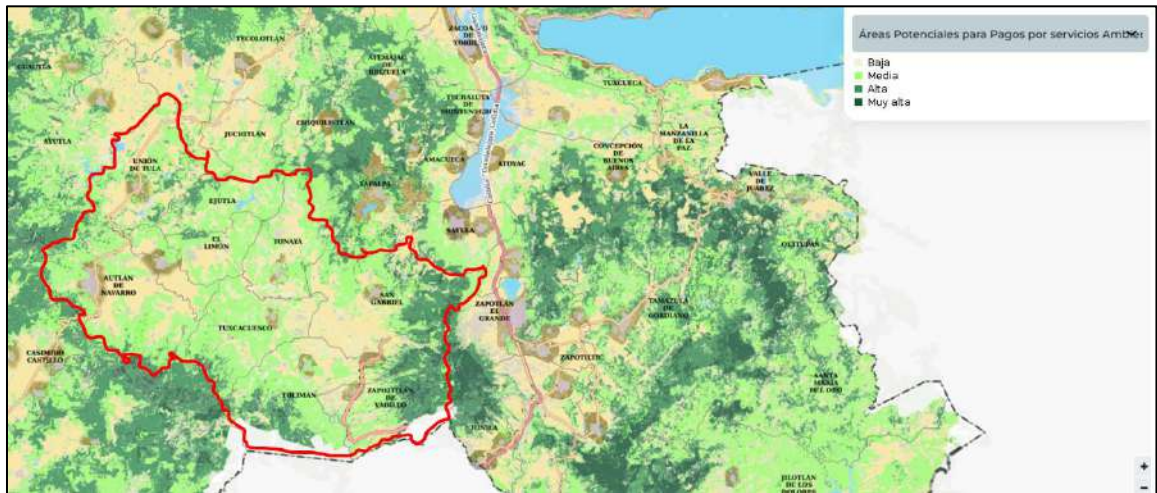 Áreas Potenciales para Pagos por servicios Ambier
Baja
Media
Alta
Muy alta
TECOLOTLÁN
ATEMAJAC
DE
BRIZUELA
TUXCUECA
TECHALUTA
DE
MONTENEGRO
CHIQUILISTLÁN
JUCHITLÁN
AYUTLA
UNIÓN
DE TULA
AMACUECA
ATOYAC
CONCEPCIÓN
DE
BUENOS
AIRES
LA
MANZANILLA
DE LA
PAZ
VALLE
DE
JUÁREZ
TAPALPA
EJUTLA
EL
LIMÓN
TONAYA
SAYULA
QUITUPAN
AUTLÁN
DE
NAVARRO
SAN
GABRIEL
ZAPOTLÁN
EL
GRANDE
TAMAZULA
DE
GORDIANO
TUXCACUESCO
CASIMIRO
CASTILLO
ZAPOTILTIC
TOLIMÁN
ZAPOTITLÁN
DE
VADILLO
SANTA
MARÍA
DEL ORO
TONILA
JILOTLÁN
DE LOS
DOLORES
+
−